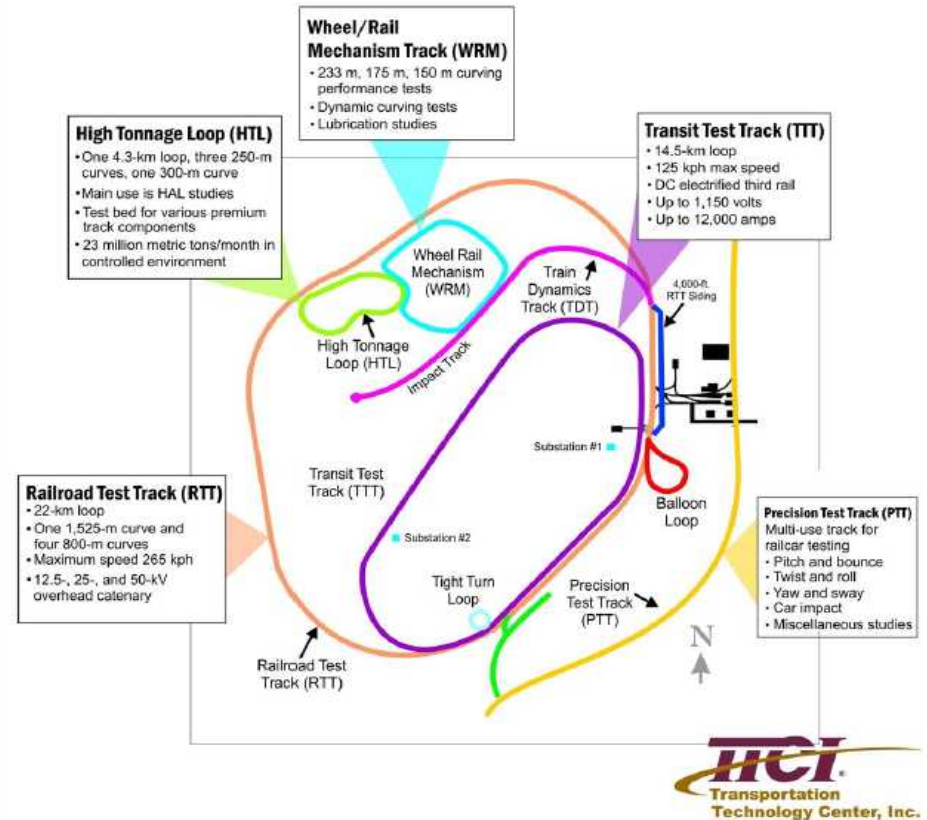 Wheel/Rail
Mechanism Track (WRM)
• 233 m, 175 m, 150 m curving
performance tests
• Dynamic curving tests
• Lubrication studies
High Tonnage Loop (HTL)
• One 4.3-km loop, three 250-m
curves, one 300-m curve
• Main use is HAL studies
• Test bed for various premium
track components
• 23 million metric tons/month in
controlled environment
Transit Test Track (TTT)
• 14.5-km loop
• 125 kph max speed
• DC electrified third rail
• Up to 1,150 volts
• Up to 12,000 amps
Wheel Rail
Mechanism
(WRM)
Train
Dynamics
Track (TDT)
4,000-ft.
RTT Siding
High Tonnage
Loop (HTL)
Impact Track
Substation #1
Transit Test
Track (TTT)
Balloon
Loop
Railroad Test Track (RTT)
• 22-km loop
• One 1,525-m curve and
four 800-m curves
• Maximum speed 265 kph
• 12.5-, 25-, and 50-kV
overhead catenary
Substation #2
Precision Test Track (PTT)
Multi-use track for
railcar testing
• Pitch and bounce
• Twist and roll
• Yaw and sway
• Car impact
• Miscellaneous studies
Tight Turn
Loop
Precision
Test Track
(PTT)
N
Railroad Test
Track (RTT)
TTCI
Transportation
Technology Center, Inc.